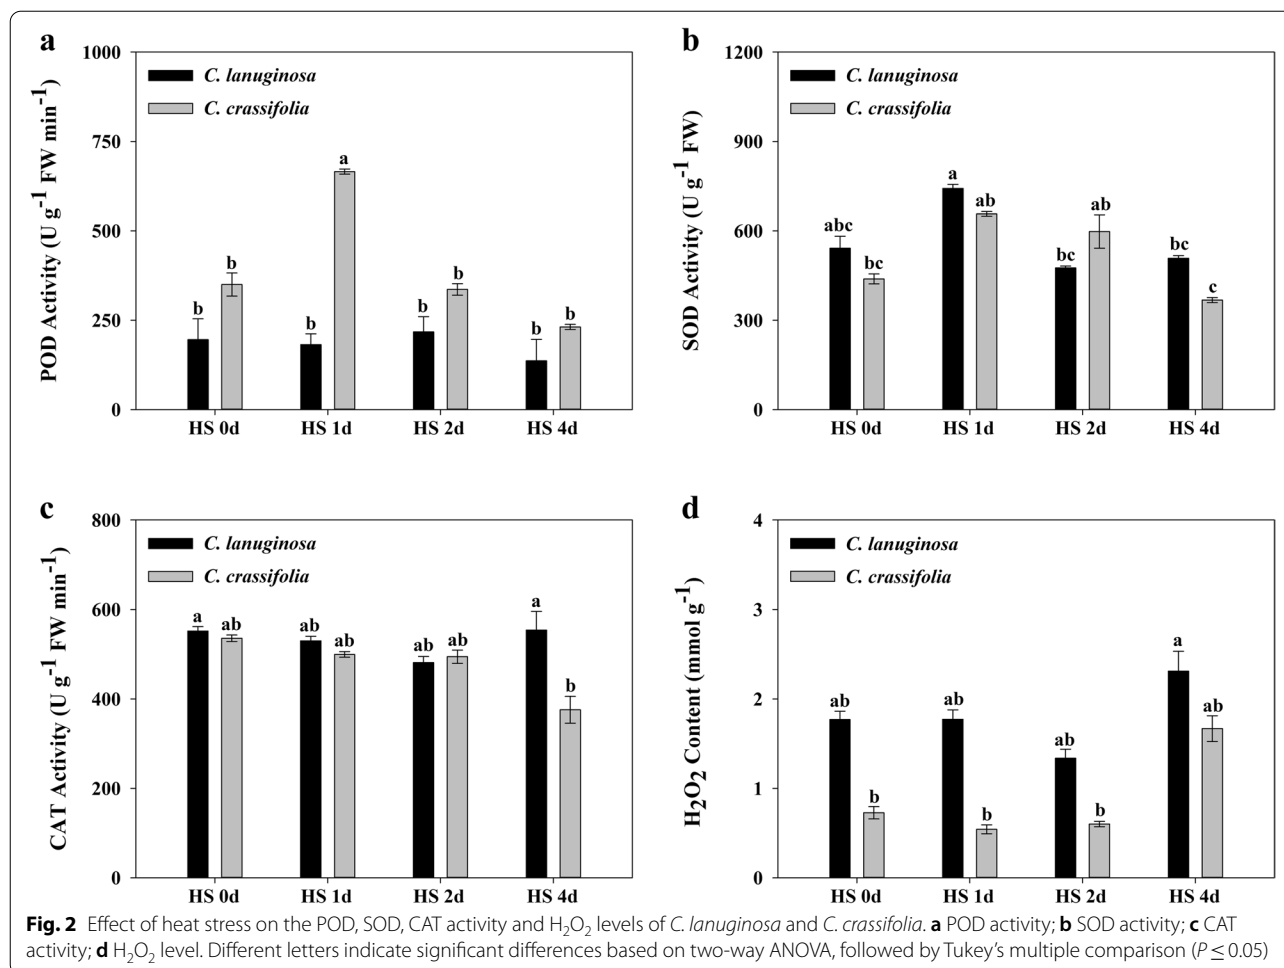 a
1000
750
500
250
0
POD Activity (U g⁻¹ FW min⁻¹)
C. lanuginosa
C. crassifolia
b b b a b b b b
HS 0d HS 1d HS 2d HS 4d
b
1200
900
600
300
0
SOD Activity (U g⁻¹ FW)
C. lanuginosa
C. crassifolia
abc bc a ab bc ab bc c
HS 0d HS 1d HS 2d HS 4d
c
800
600
400
200
0
CAT Activity (U g⁻¹ FW min⁻¹)
C. lanuginosa
C. crassifolia
a ab ab ab ab ab a b
HS 0d HS 1d HS 2d HS 4d
d
4
3
2
1
0
H₂O₂ Content (mmol g⁻¹)
C. lanuginosa
C. crassifolia
ab b ab b ab b a ab
HS 0d HS 1d HS 2d HS 4d
Fig. 2 Effect of heat stress on the POD, SOD, CAT activity and H₂O₂ levels of C. lanuginosa and C. crassifolia. a POD activity; b SOD activity; c CAT
activity; d H₂O₂ level. Different letters indicate significant differences based on two-way ANOVA, followed by Tukey's multiple comparison (P ≤ 0.05)